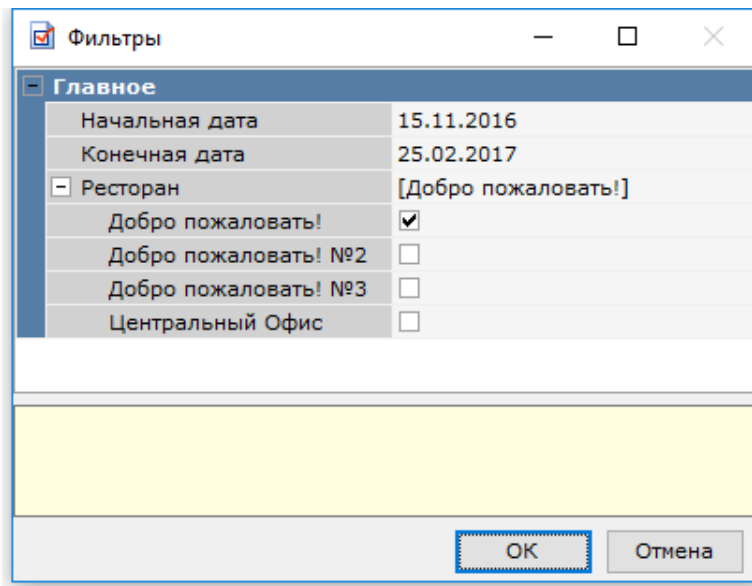 Фильтры
Главное
Начальная дата 15.11.2016
Конечная дата 25.02.2017
Ресторан [Добро пожаловать!]
Добро пожаловать!
Добро пожаловать! №2
Добро пожаловать! №3
Центральный Офис
ОК Отмена